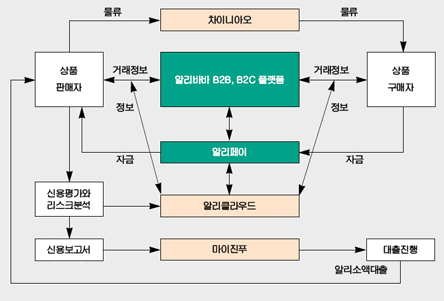 물류
차이니아오
물류
상품
판매자
거래정보
알리바바 B2B, B2C 플랫폼
거래정보
상품
구매자
정보
정보
알리페이
자금
자금
신용평가와
리스크분석
알리클라우드
신용보고서
마이진푸
대출진행
알리소액대출